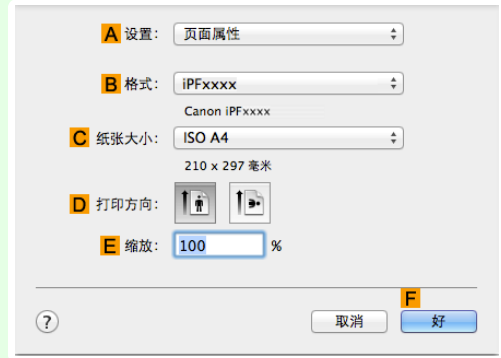 A 设置: 页面属性
B 格式: iPFxxxx
Canon iPFxxxx
C 纸张大小: ISO A4
210 x 297 毫米
D 打印方向:
E 缩放: 100 %
F
? 取消 好